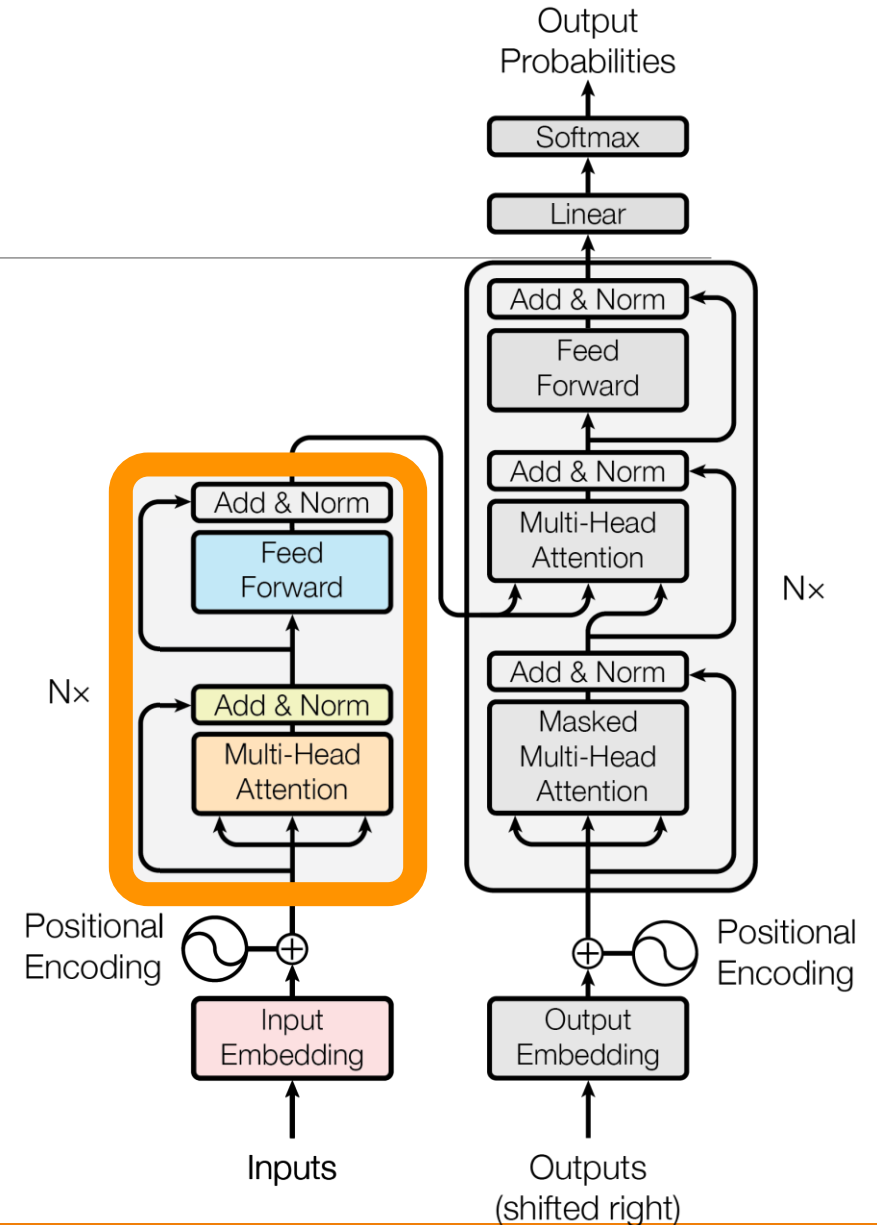 Output
Probabilities
Softmax
Linear
Add & Norm
Feed
Forward
Add & Norm
Multi-Head
Attention
Nx
Add & Norm
Masked
Multi-Head
Attention
Add & Norm
Feed
Forward
Nx
Add & Norm
Multi-Head
Attention
Positional
Encoding
Positional
Encoding
Input
Embedding
Output
Embedding
Inputs
Outputs
(shifted right)